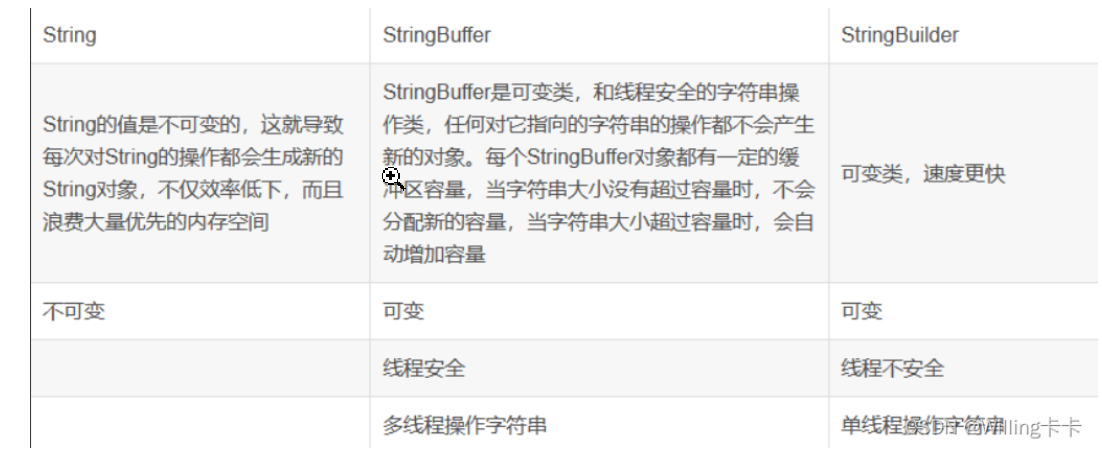 String StringBuffer StringBuilder
String的值是不可变的，这就导致
每次对String的操作都会生成新的
String对象，不仅效率低下，而且
浪费大量优先的内存空间
StringBuffer是可变类，和线程安全的字符串操
作类，任何对它指向的字符串的操作都不会产生
新的对象。每个StringBuffer对象都有一定的缓
冲区容量，当字符串大小没有超过容量时，不会
分配新的容量，当字符串大小超过容量时，会自
动增加容量
可变类，速度更快
不可变 可变 可变
线程安全 线程不安全
多线程操作字符串 单线程操作字符串
CSDN @Willing卡卡